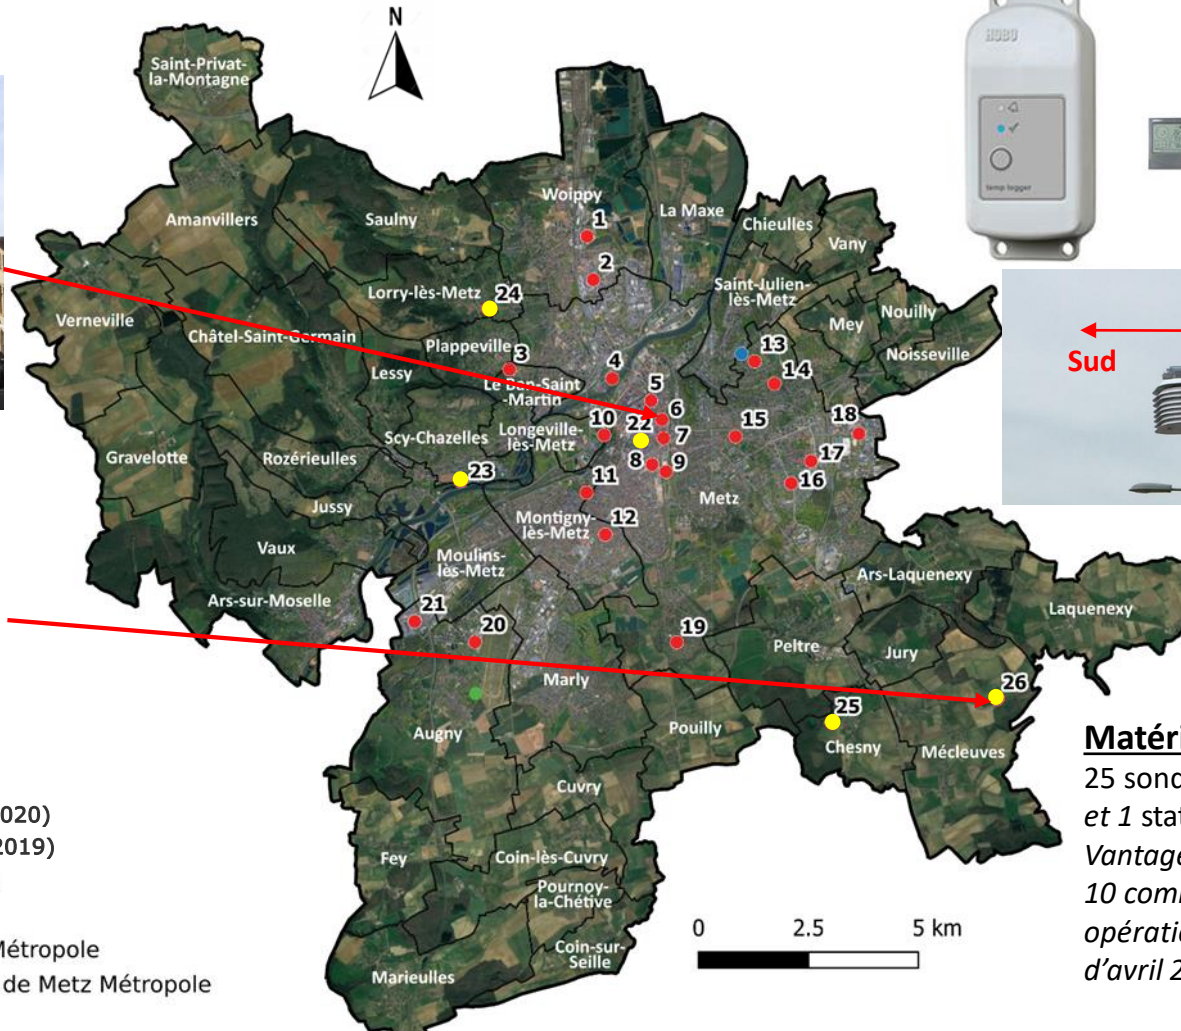 N
HOBO
temp logger
Saint-Privat-
la-Montagne
Amanvillers
Saulny
Woippy
La Maxe
Chieulles
Vany
1
2
Lorry-lès-Metz
24
Saint-Julien-
lès-Metz
Nouilly
Mey
Noisseville
Verneville
Châtel-Saint-Germain
Plappeville
3
Lessy
Le Ban-Saint
-Martin
4
5
6
13
14
Sud
10
22
7
15
18
Scy-Chazelles
Longeville-
lès-Metz
8
9
17
16
Gravelotte
Rozérieulles
23
11
Metz
Jussy
Montigny-
lès-Metz
12
Vaux
Moulins-
lès-Metz
Ars-Laquenexy
Ars-sur-Moselle
Laquenexy
21
20
19
Peltre
Jury
Marly
26
Augny
Pouilly
25
Chesny
Mécleuves
Cuvry
Fey
Coin-lès-Cuvry
Pournoy-
la-Chétive
Coin-sur-
Seille
Marieulles
020)
2019)
Métropole
de Metz Métropole
0 2.5 5 km
Matéri
25 sond
et 1 stat
Vantage
10 comm
opératio
d’avril 2